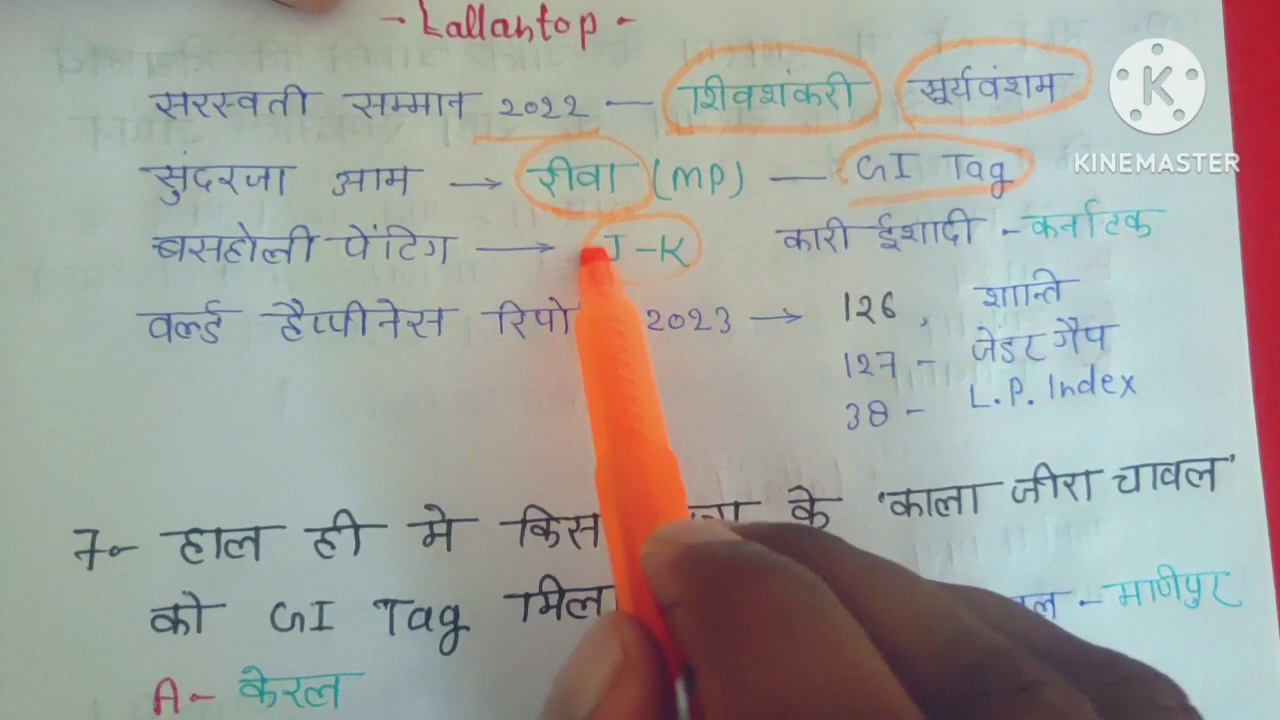 - Lallantop -
सरस्वती सम्मान 2022 — शिवशंकरी सूर्यवंशम
KINEMASTER
सुंदरजा आम → रीवा (MP) — GI Tag
बसहोली पेंटिग → J-K कारी ईशादी - कर्नाटक
वर्ल्ड हैप्पीनेस रिपो 2023 → 126, शान्ति
127 - जेंडर गैप
38 - L.P. Index
7- हाल ही मे किस के 'काला जीरा चावल'
को GI Tag मिल - मणिपुर
A- केरल